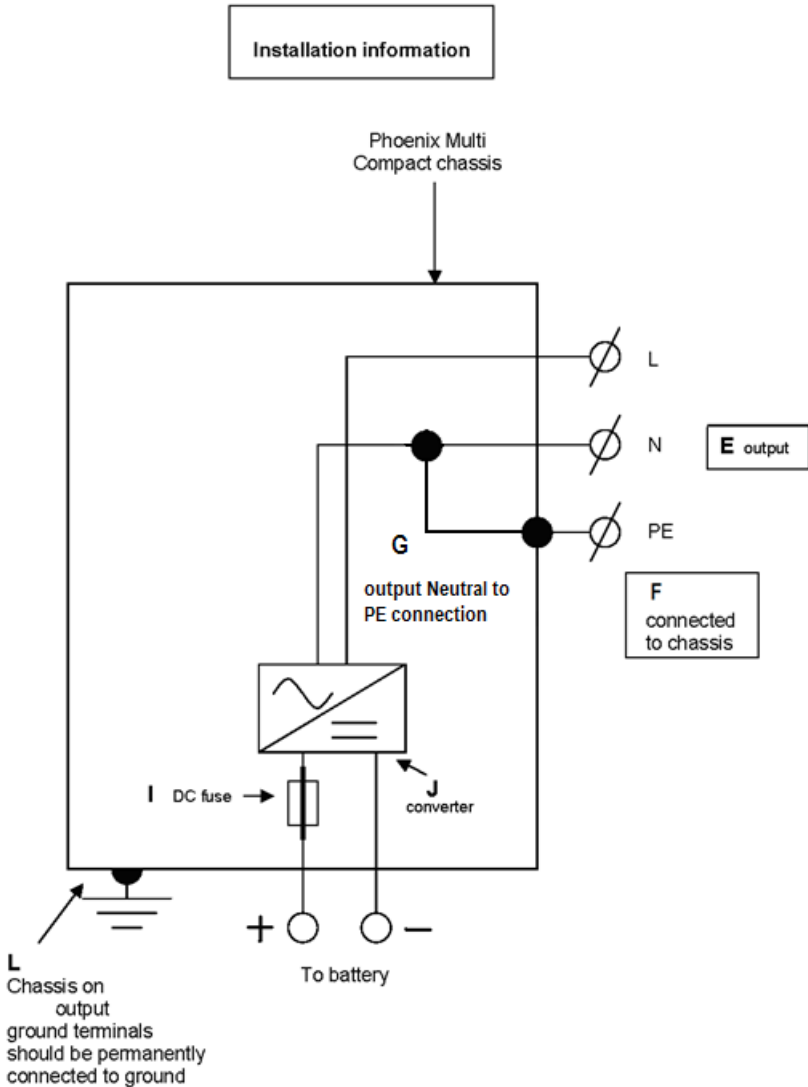 Installation information
Phoenix Multi
Compact chassis
L
N
E output
PE
G
output Neutral to
PE connection
F
connected
to chassis
I DC fuse
J
converter
+
−
To battery
L
Chassis on
output
ground terminals
should be permanently
connected to ground